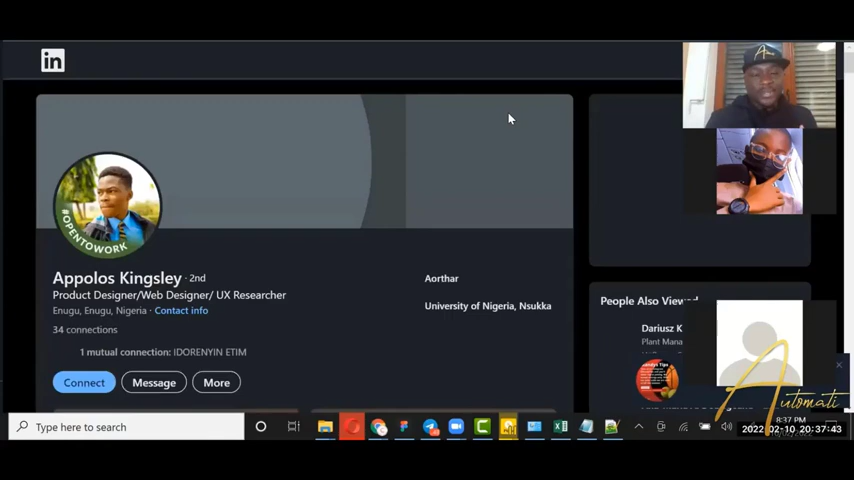 in
#OPENTOWORK
Appolos Kingsley · 2nd
Product Designer/Web Designer/ UX Researcher
Enugu, Enugu, Nigeria · Contact info
34 connections
1 mutual connection: IDORENYIN ETIM
Connect
Message
More
Aorthar
University of Nigeria, Nsukka
People Also Viewed
Dariusz K
Plant Mana
Automati
Type here to search
8:37 PM
2022-02-10 20:37:43